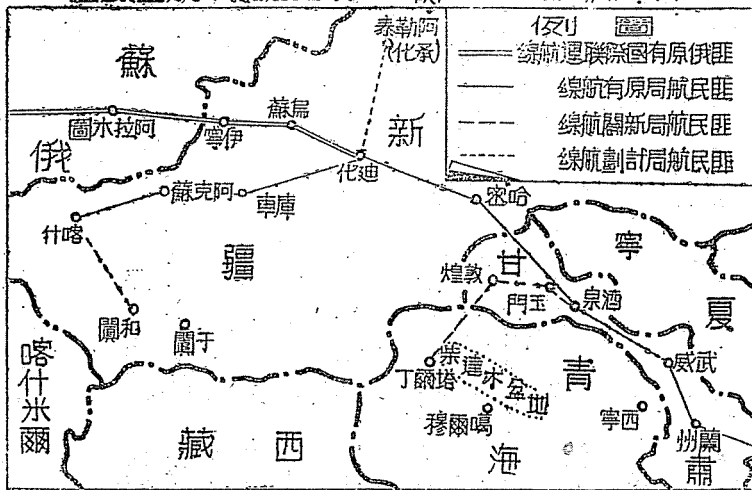 圖例
匪俄原有國際聯運航線
匪民航局原有航線
匪民航局新闢航線
匪民航局計劃航線
阿勒泰
(承化)
蘇俄
新疆
阿拉木圖
伊寧
烏蘇
迪化
哈密
庫車
阿克蘇
喀什
和闐
于闐
甘肅
寧夏
敦煌
玉門
酒泉
武威
蘭州
青海
柴達木盆地
塔爾丁
噶爾穆
西寧
西藏
喀什米爾